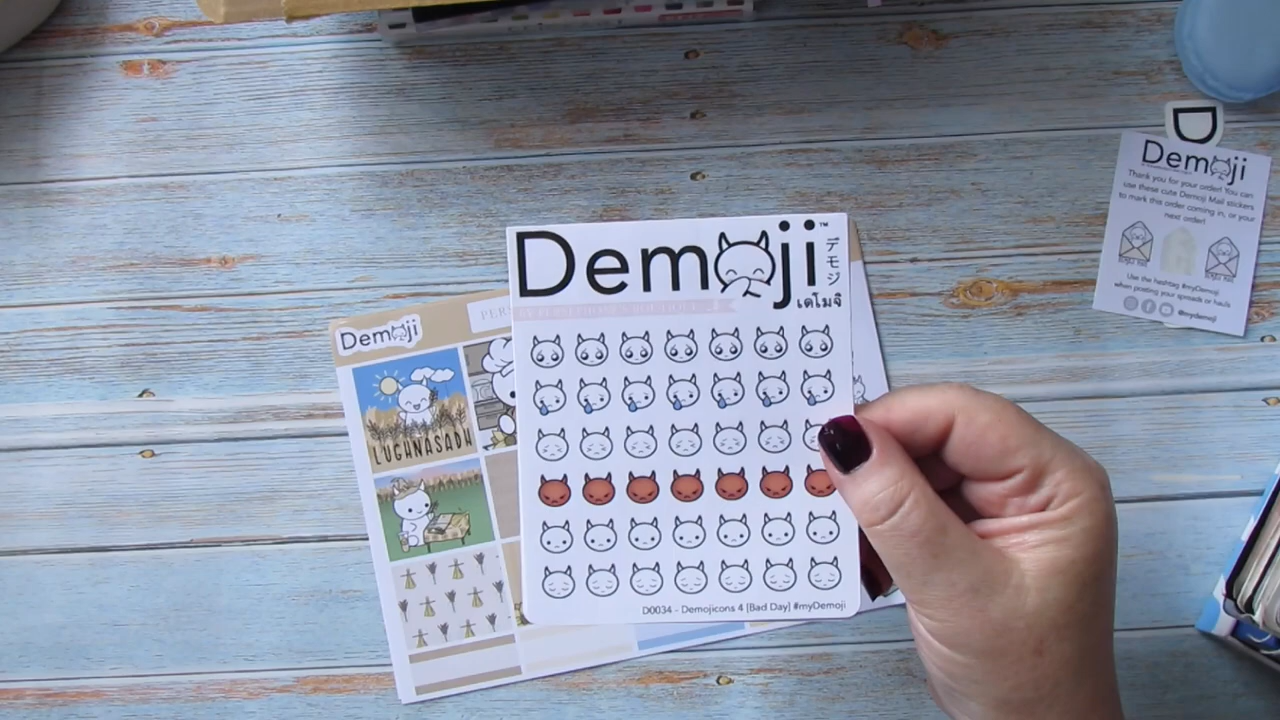 Demoji™
デモジ
เดโมจิ
D0034 - Demojicons 4 [Bad Day] #myDemoji
Demoji
PERS
LUGHNASADH
D
Demoji
Thank you for your order! You can
use these cute Demoji Mail stickers
to mark this order coming in, or your
next order!
Use the hashtag #myDemoji
when posting your spreads or hauls
@mydemoji